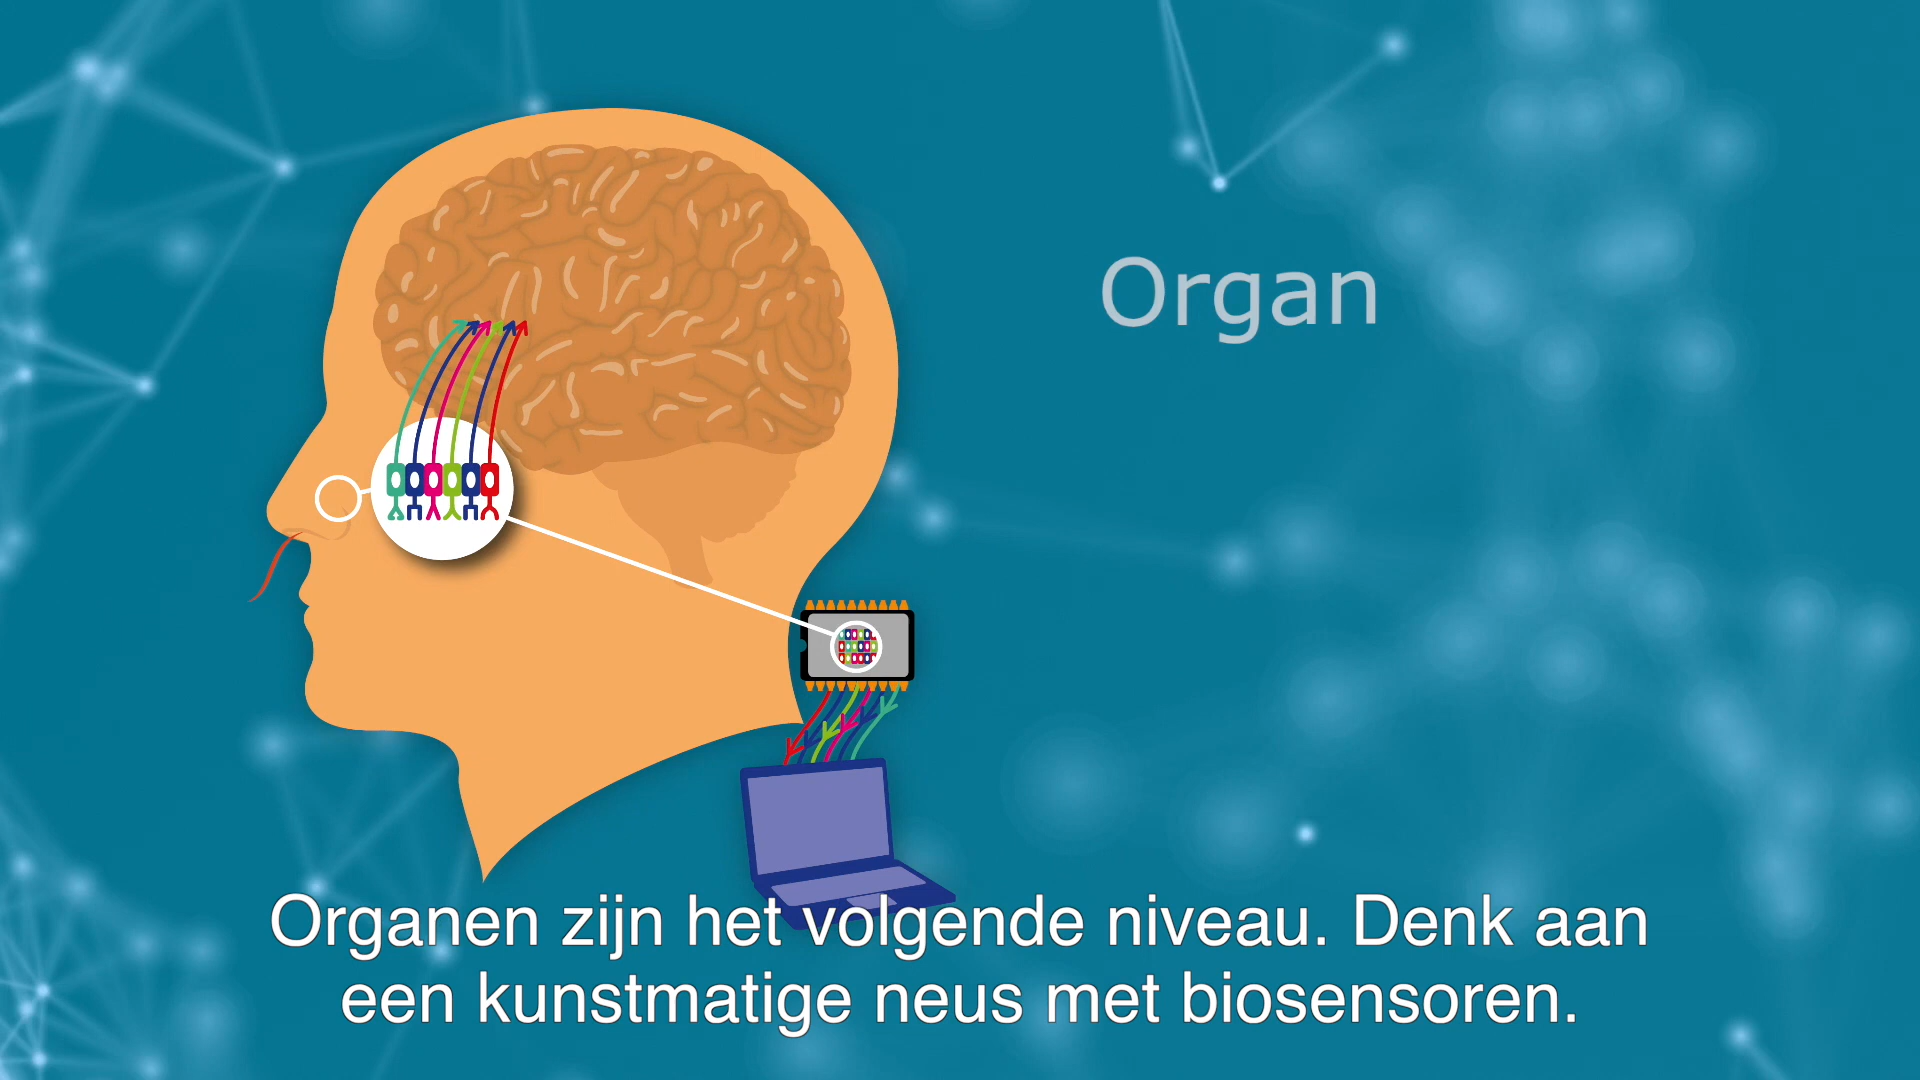 Organ
Organen zijn het volgende niveau. Denk aan
een kunstmatige neus met biosensoren.